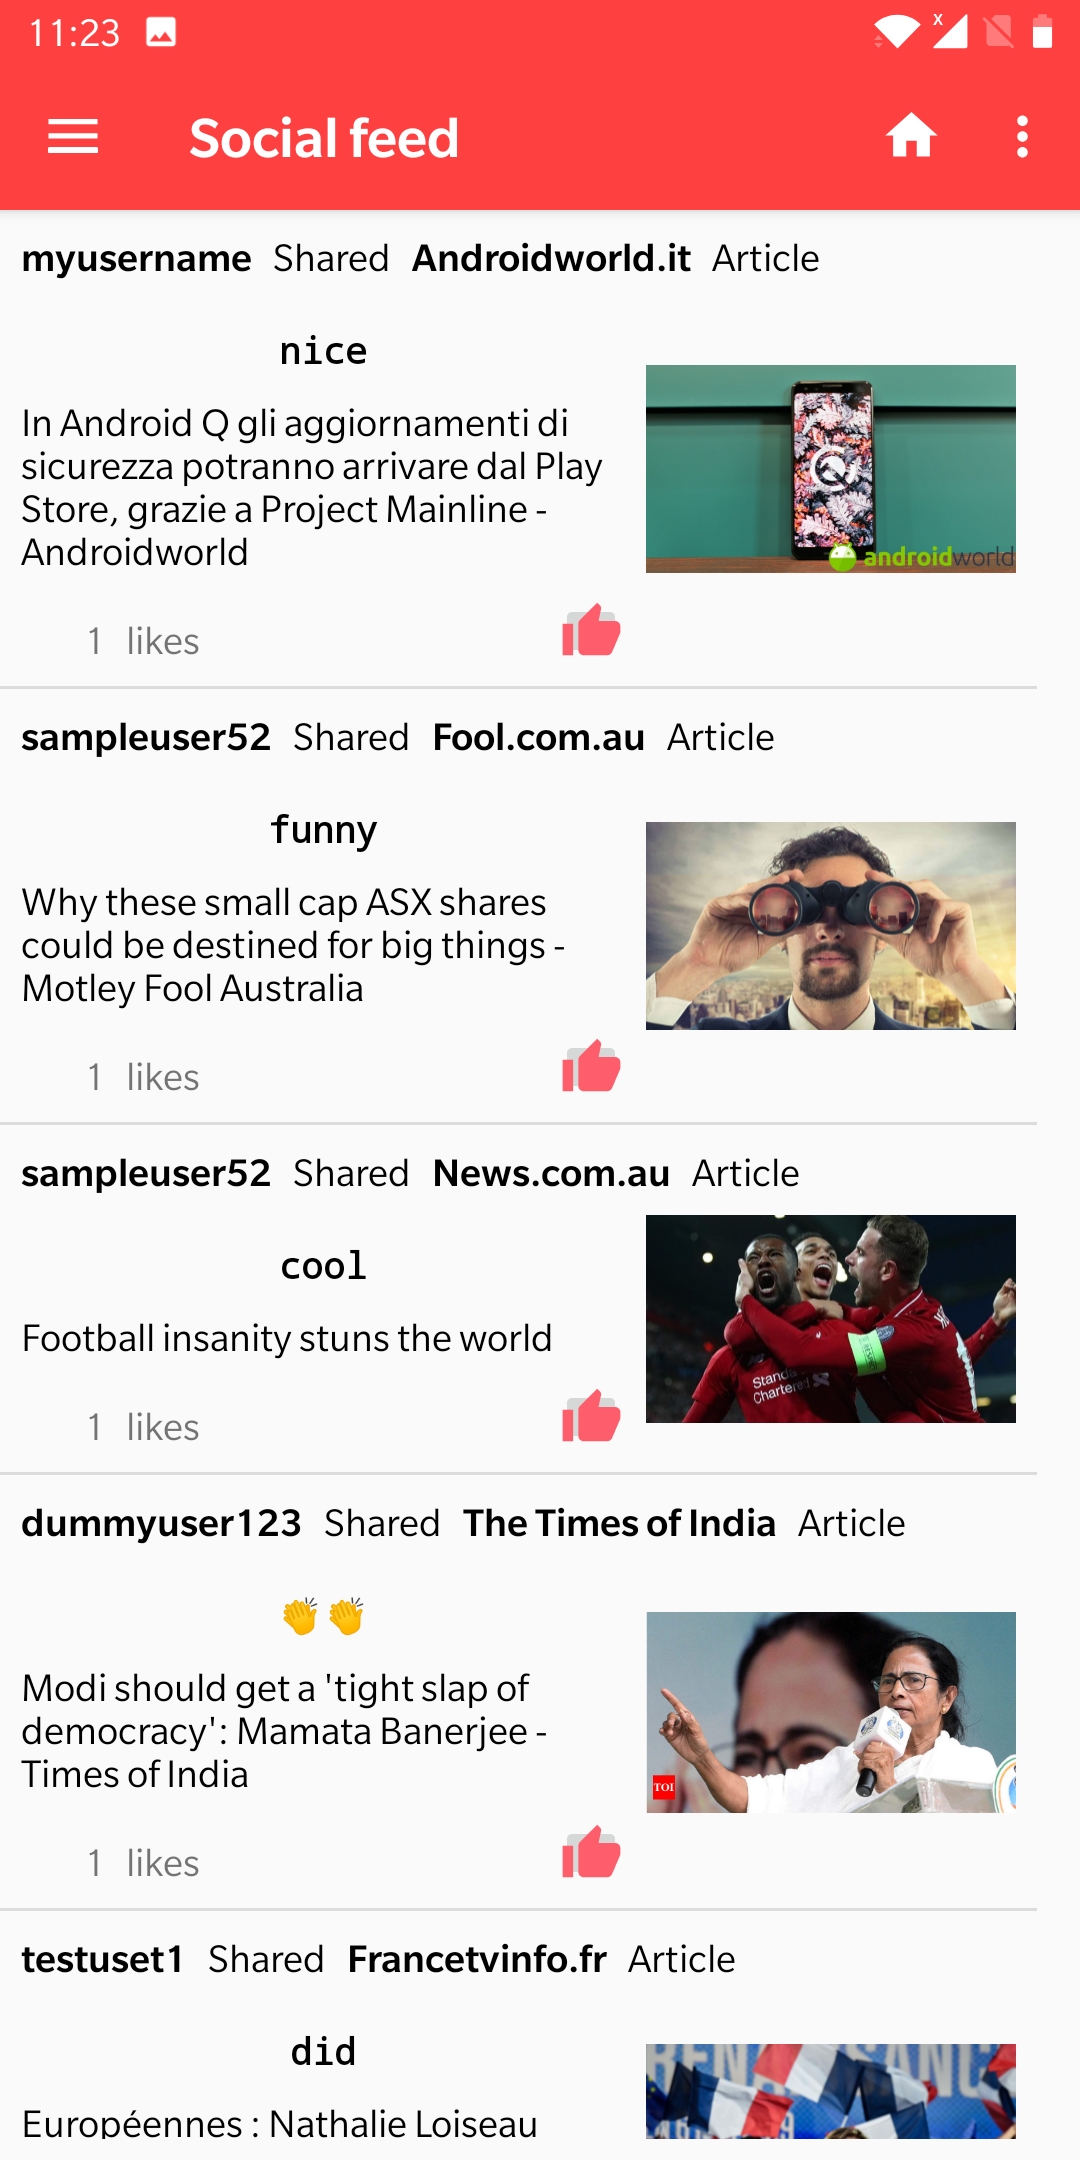 11:23
x
Social feed
myusername Shared Androidworld.it Article
nice
In Android Q gli aggiornamenti di
sicurezza potranno arrivare dal Play
Store, grazie a Project Mainline -
Androidworld
androidworld
1 likes
sampleuser52 Shared Fool.com.au Article
funny
Why these small cap ASX shares
could be destined for big things -
Motley Fool Australia
1 likes
sampleuser52 Shared News.com.au Article
cool
Football insanity stuns the world
Standard
Chartered
RESPECT
1 likes
dummyuser123 Shared The Times of India Article
👏👏
Modi should get a 'tight slap of
democracy': Mamata Banerjee -
Times of India
TOI
1 likes
testuset1 Shared Francetvinfo.fr Article
did
Européennes : Nathalie Loiseau